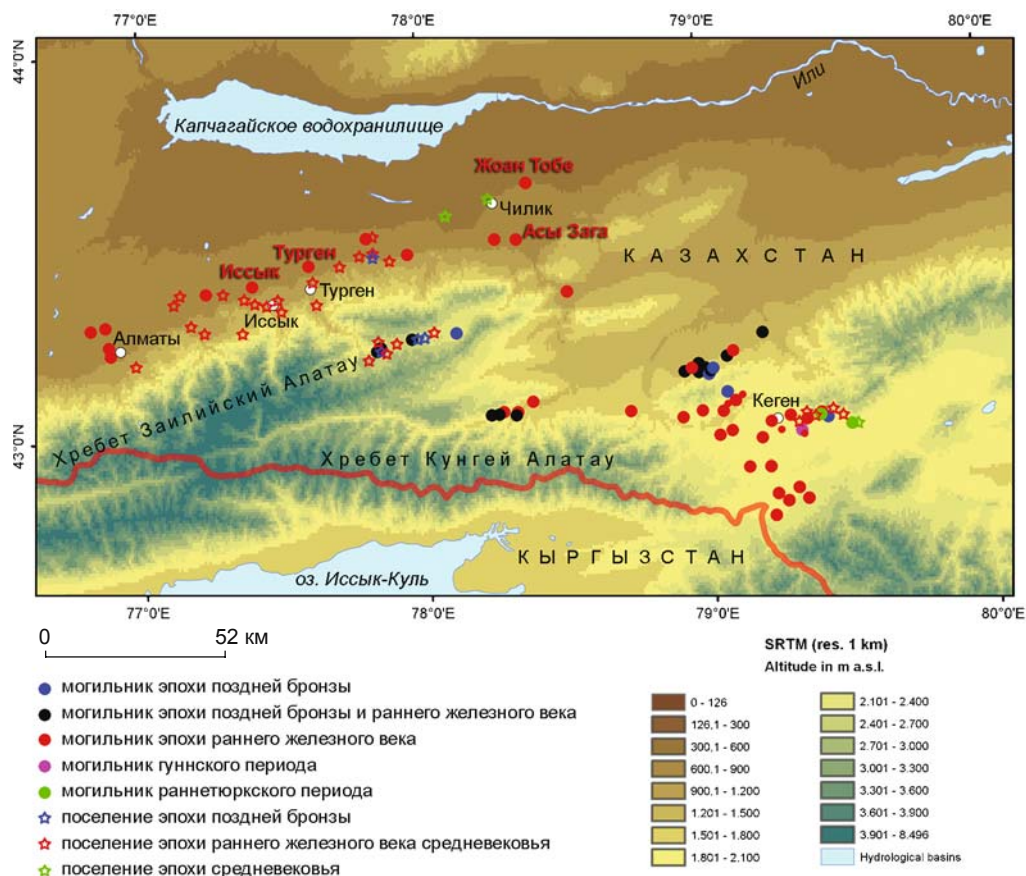 77°0'E 78°0'E 79°0'E 80°0'E
44°0'N
Или
Капчагайское водохранилище
Жоан Тобе
Чилик
Асы Зага
КАЗАХСТАН
Турген
Иссык
Турген
Иссык
Алматы
Хребет Заилийский Алатау
Кеген
43°0'N
Хребет Кунгей Алатау
КЫРГЫЗСТАН
оз. Иссык-Куль
77°0'E 78°0'E 79°0'E 80°0'E
0 52 км
могильник эпохи поздней бронзы
могильник эпохи поздней бронзы и раннего железного века
могильник эпохи раннего железного века
могильник гуннского периода
могильник раннетюркского периода
поселение эпохи поздней бронзы
поселение эпохи раннего железного века средневековья
поселение эпохи средневековья
SRTM (res. 1 km)
Altitude in m a.s.l.
0 - 126
126,1 - 300
300,1 - 600
600,1 - 900
900,1 - 1.200
1.201 - 1.500
1.501 - 1.800
1.801 - 2.100
2.101 - 2.400
2.401 - 2.700
2.701 - 3.000
3.001 - 3.300
3.301 - 3.600
3.601 - 3.900
3.901 - 8.496
Hydrological basins